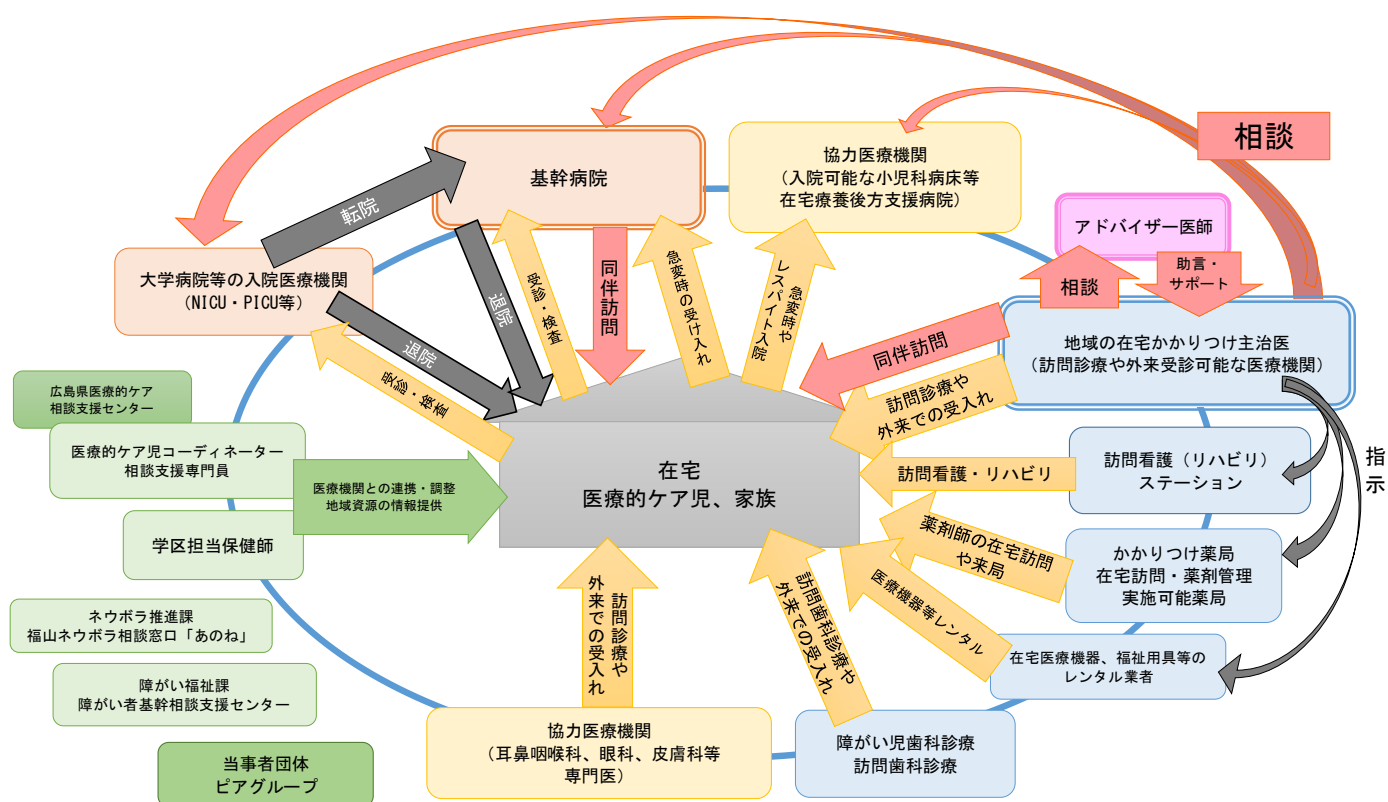 相談
基幹病院
協力医療機関
（入院可能な小児科病床等
在宅療養後方支援病院）
アドバイザー医師
転院
大学病院等の入院医療機関
（NICU・PICU等）
退院
退院
受診・検査
受診・検査
同伴訪問
急変時の受け入れ
急変時や
レスパイト入院
相談
助言・
サポート
地域の在宅かかりつけ主治医
（訪問診療や外来受診可能な医療機関）
同伴訪問
訪問診療や
外来での受入れ
広島県医療的ケア
相談支援センター
医療的ケア児コーディネーター
相談支援専門員
医療機関との連携・調整
地域資源の情報提供
在宅
医療的ケア児、家族
訪問看護・リハビリ
訪問看護（リハビリ）
ステーション
指示
学区担当保健師
薬剤師の在宅訪問
や来局
かかりつけ薬局
在宅訪問・薬剤管理
実施可能薬局
ネウボラ推進課
福山ネウボラ相談窓口「あのね」
訪問診療や
外来での受入れ
訪問歯科診療や
外来での受入れ
医療機器等レンタル
在宅医療機器、福祉用具等の
レンタル業者
障がい福祉課
障がい者基幹相談支援センター
協力医療機関
（耳鼻咽喉科、眼科、皮膚科等
専門医）
障がい児歯科診療
訪問歯科診療
当事者団体
ピアグループ